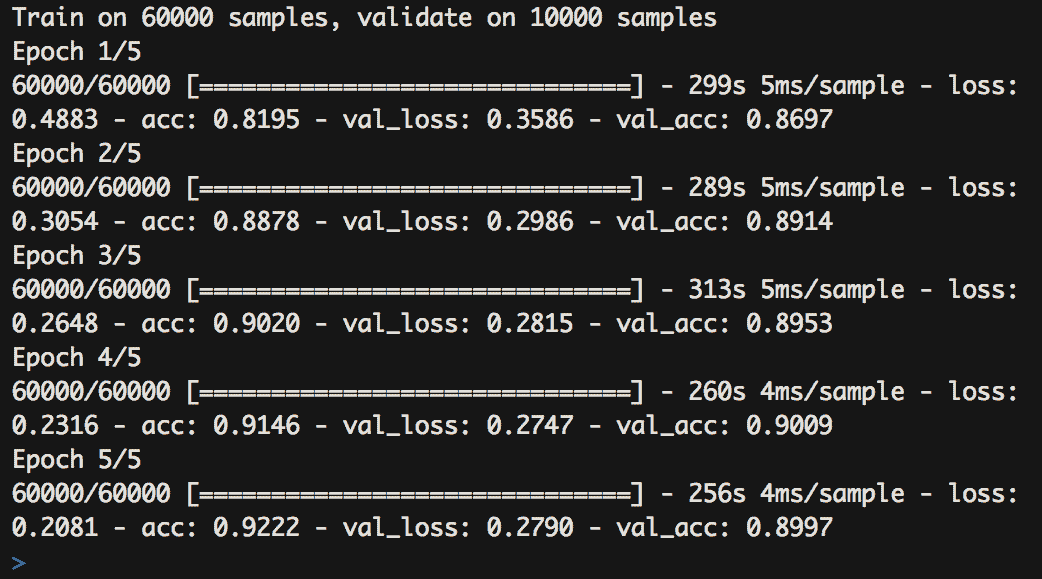 Train on 60000 samples, validate on 10000 samples
Epoch 1/5
60000/60000 [==============================] - 299s 5ms/sample - loss:
0.4883 - acc: 0.8195 - val_loss: 0.3586 - val_acc: 0.8697
Epoch 2/5
60000/60000 [==============================] - 289s 5ms/sample - loss:
0.3054 - acc: 0.8878 - val_loss: 0.2986 - val_acc: 0.8914
Epoch 3/5
60000/60000 [==============================] - 313s 5ms/sample - loss:
0.2648 - acc: 0.9020 - val_loss: 0.2815 - val_acc: 0.8953
Epoch 4/5
60000/60000 [==============================] - 260s 4ms/sample - loss:
0.2316 - acc: 0.9146 - val_loss: 0.2747 - val_acc: 0.9009
Epoch 5/5
60000/60000 [==============================] - 256s 4ms/sample - loss:
0.2081 - acc: 0.9222 - val_loss: 0.2790 - val_acc: 0.8997
>